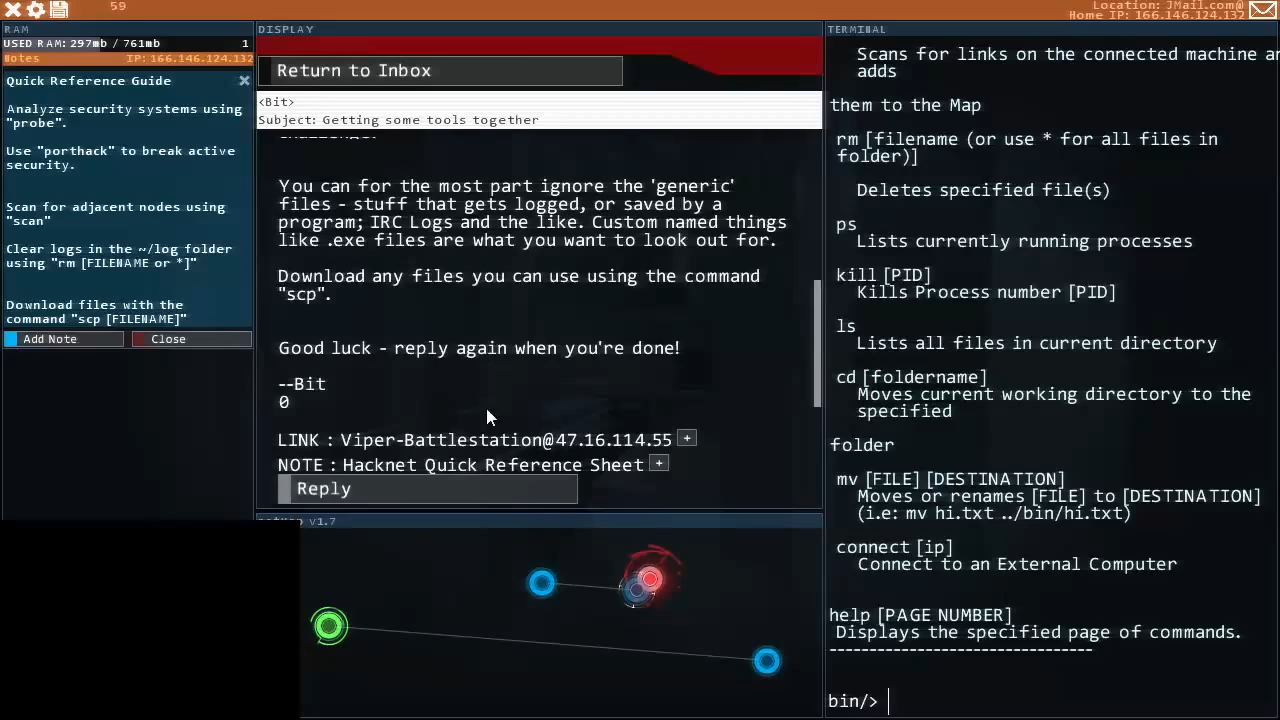 59
Location: JMail.com@
Home IP: 166.146.124.132
RAM
USED RAM: 297mb / 761mb 1
Notes IP: 166.146.124.132
Quick Reference Guide
Analyze security systems using
"probe".
Use "porthack" to break active
security.
Scan for adjacent nodes using
"scan"
Clear logs in the ~/log folder
using "rm [FILENAME or *]"
Download files with the
command "scp [FILENAME]"
Add Note Close
DISPLAY
Return to Inbox
<Bit>
Subject: Getting some tools together
You can for the most part ignore the 'generic'
files - stuff that gets logged, or saved by a
program; IRC Logs and the like. Custom named things
like .exe files are what you want to look out for.
Download any files you can use using the command
"scp".
Good luck - reply again when you're done!
--Bit
0
LINK : Viper-Battlestation@47.16.114.55 +
NOTE : Hacknet Quick Reference Sheet +
Reply
v1.7
TERMINAL
Scans for links on the connected machine an
adds
them to the Map
rm [filename (or use * for all files in
folder)]
Deletes specified file(s)
ps
Lists currently running processes
kill [PID]
Kills Process number [PID]
ls
Lists all files in current directory
cd [foldername]
Moves current working directory to the
specified
folder
mv [FILE] [DESTINATION]
Moves or renames [FILE] to [DESTINATION]
(i.e: mv hi.txt ../bin/hi.txt)
connect [ip]
Connect to an External Computer
help [PAGE NUMBER]
Displays the specified page of commands.
---------------------------------
bin/>